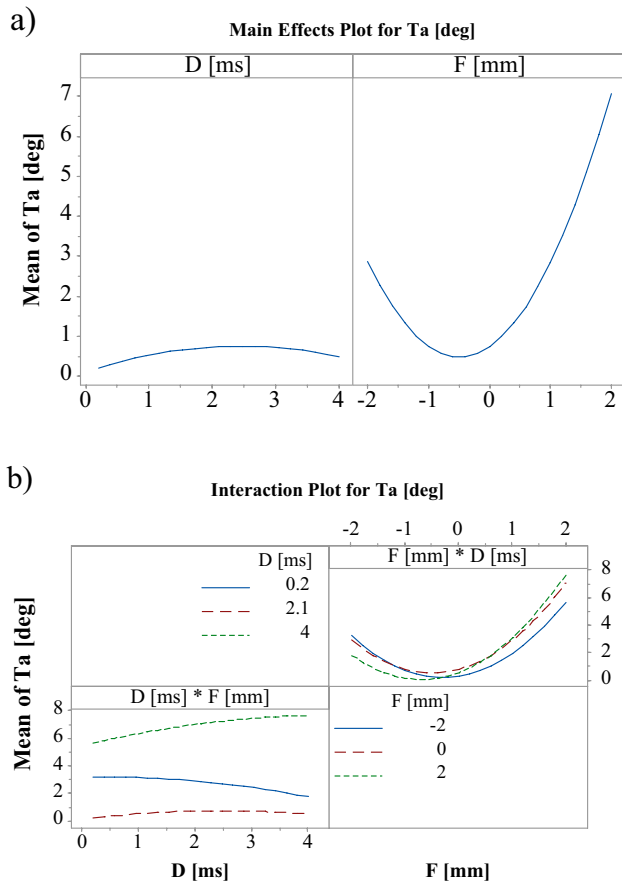 a)
Main Effects Plot for Ta [deg]
D [ms] F [mm]
Mean of Ta [deg]
7
6
5
4
3
2
1
0
0 1 2 3 4 -2 -1 0 1 2
b)
Interaction Plot for Ta [deg]
-2 -1 0 1 2
D [ms]
0.2
2.1
4
F [mm] * D [ms]
8
6
4
2
0
Mean of Ta [deg]
D [ms] * F [mm]
8
6
4
2
0
F [mm]
-2
0
2
0 1 2 3 4
D [ms] F [mm]